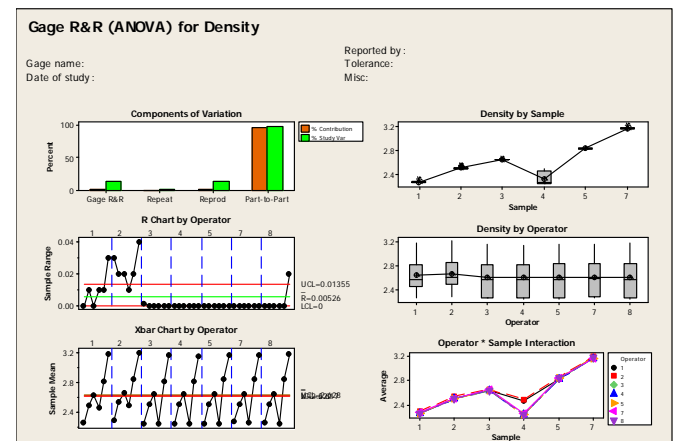 Gage R&R (ANOVA) for Density
Reported by:
Gage name: Tolerance:
Date of study: Misc:
Components of Variation
Percent
100
50
0
Gage R&R Repeat Reprod Part-to-Part
% Contribution
% Study Var
Density by Sample
3.2
2.8
2.4
1 2 3 4 5 7
Sample
R Chart by Operator
1 2 3 4 5 7 8
Sample Range
0.04
0.02
0.00
UCL=0.01355
R=0.00526
LCL=0
Density by Operator
3.2
2.8
2.4
1 2 3 4 5 7 8
Operator
Xbar Chart by Operator
1 2 3 4 5 7 8
Sample Mean
3.2
2.8
2.4
Operator * Sample Interaction
Average
3.2
2.8
2.4
1 2 3 4 5 7
Sample
Operator
1
2
3
4
5
7
8